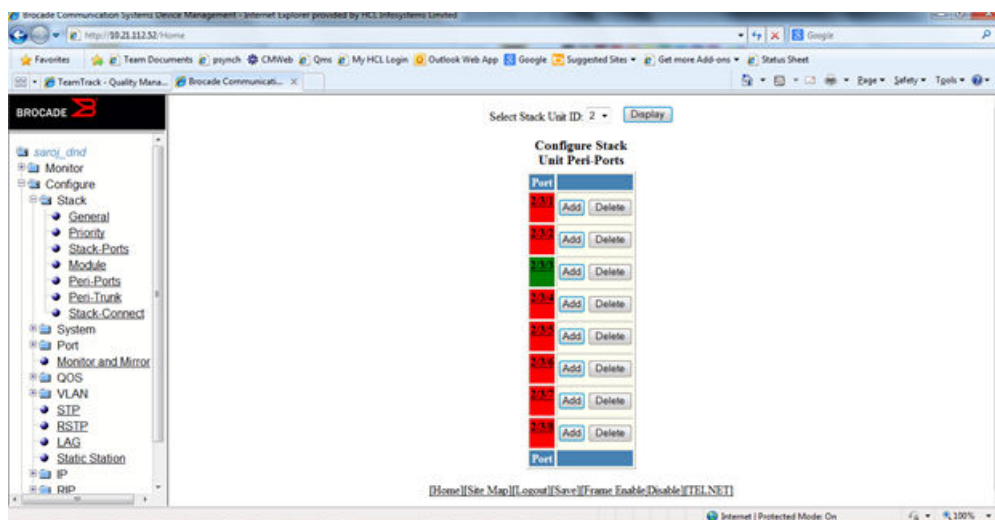 Brocade Communication Systems Device Management - Internet Explorer provided by HCL Infosystems Limited
http://10.21.112.52/Home
Google
Favorites Team Documents psynch CMWeb Qms My HCL Login Outlook Web App Google Suggested Sites Get more Add-ons Status Sheet
TeamTrack - Quality Mana... Brocade Communicati... X
Page Safety Tools
BROCADE
saroj_dnd
Monitor
Configure
Stack
General
Priority
Stack-Ports
Module
Peri-Ports
Peri-Trunk
Stack-Connect
System
Port
Monitor and Mirror
QOS
VLAN
STP
RSTP
LAG
Static Station
IP
RIP
Select Stack Unit ID: 2 Display
Configure Stack
Unit Peri-Ports
Port
2/3/1 Add Delete
2/3/2 Add Delete
2/3/3 Add Delete
2/3/4 Add Delete
2/3/5 Add Delete
2/3/6 Add Delete
2/3/7 Add Delete
2/3/8 Add Delete
Port
[Home][Site Map][Logout][Save][Frame Enable|Disable][TELNET]
Internet | Protected Mode: On
100%